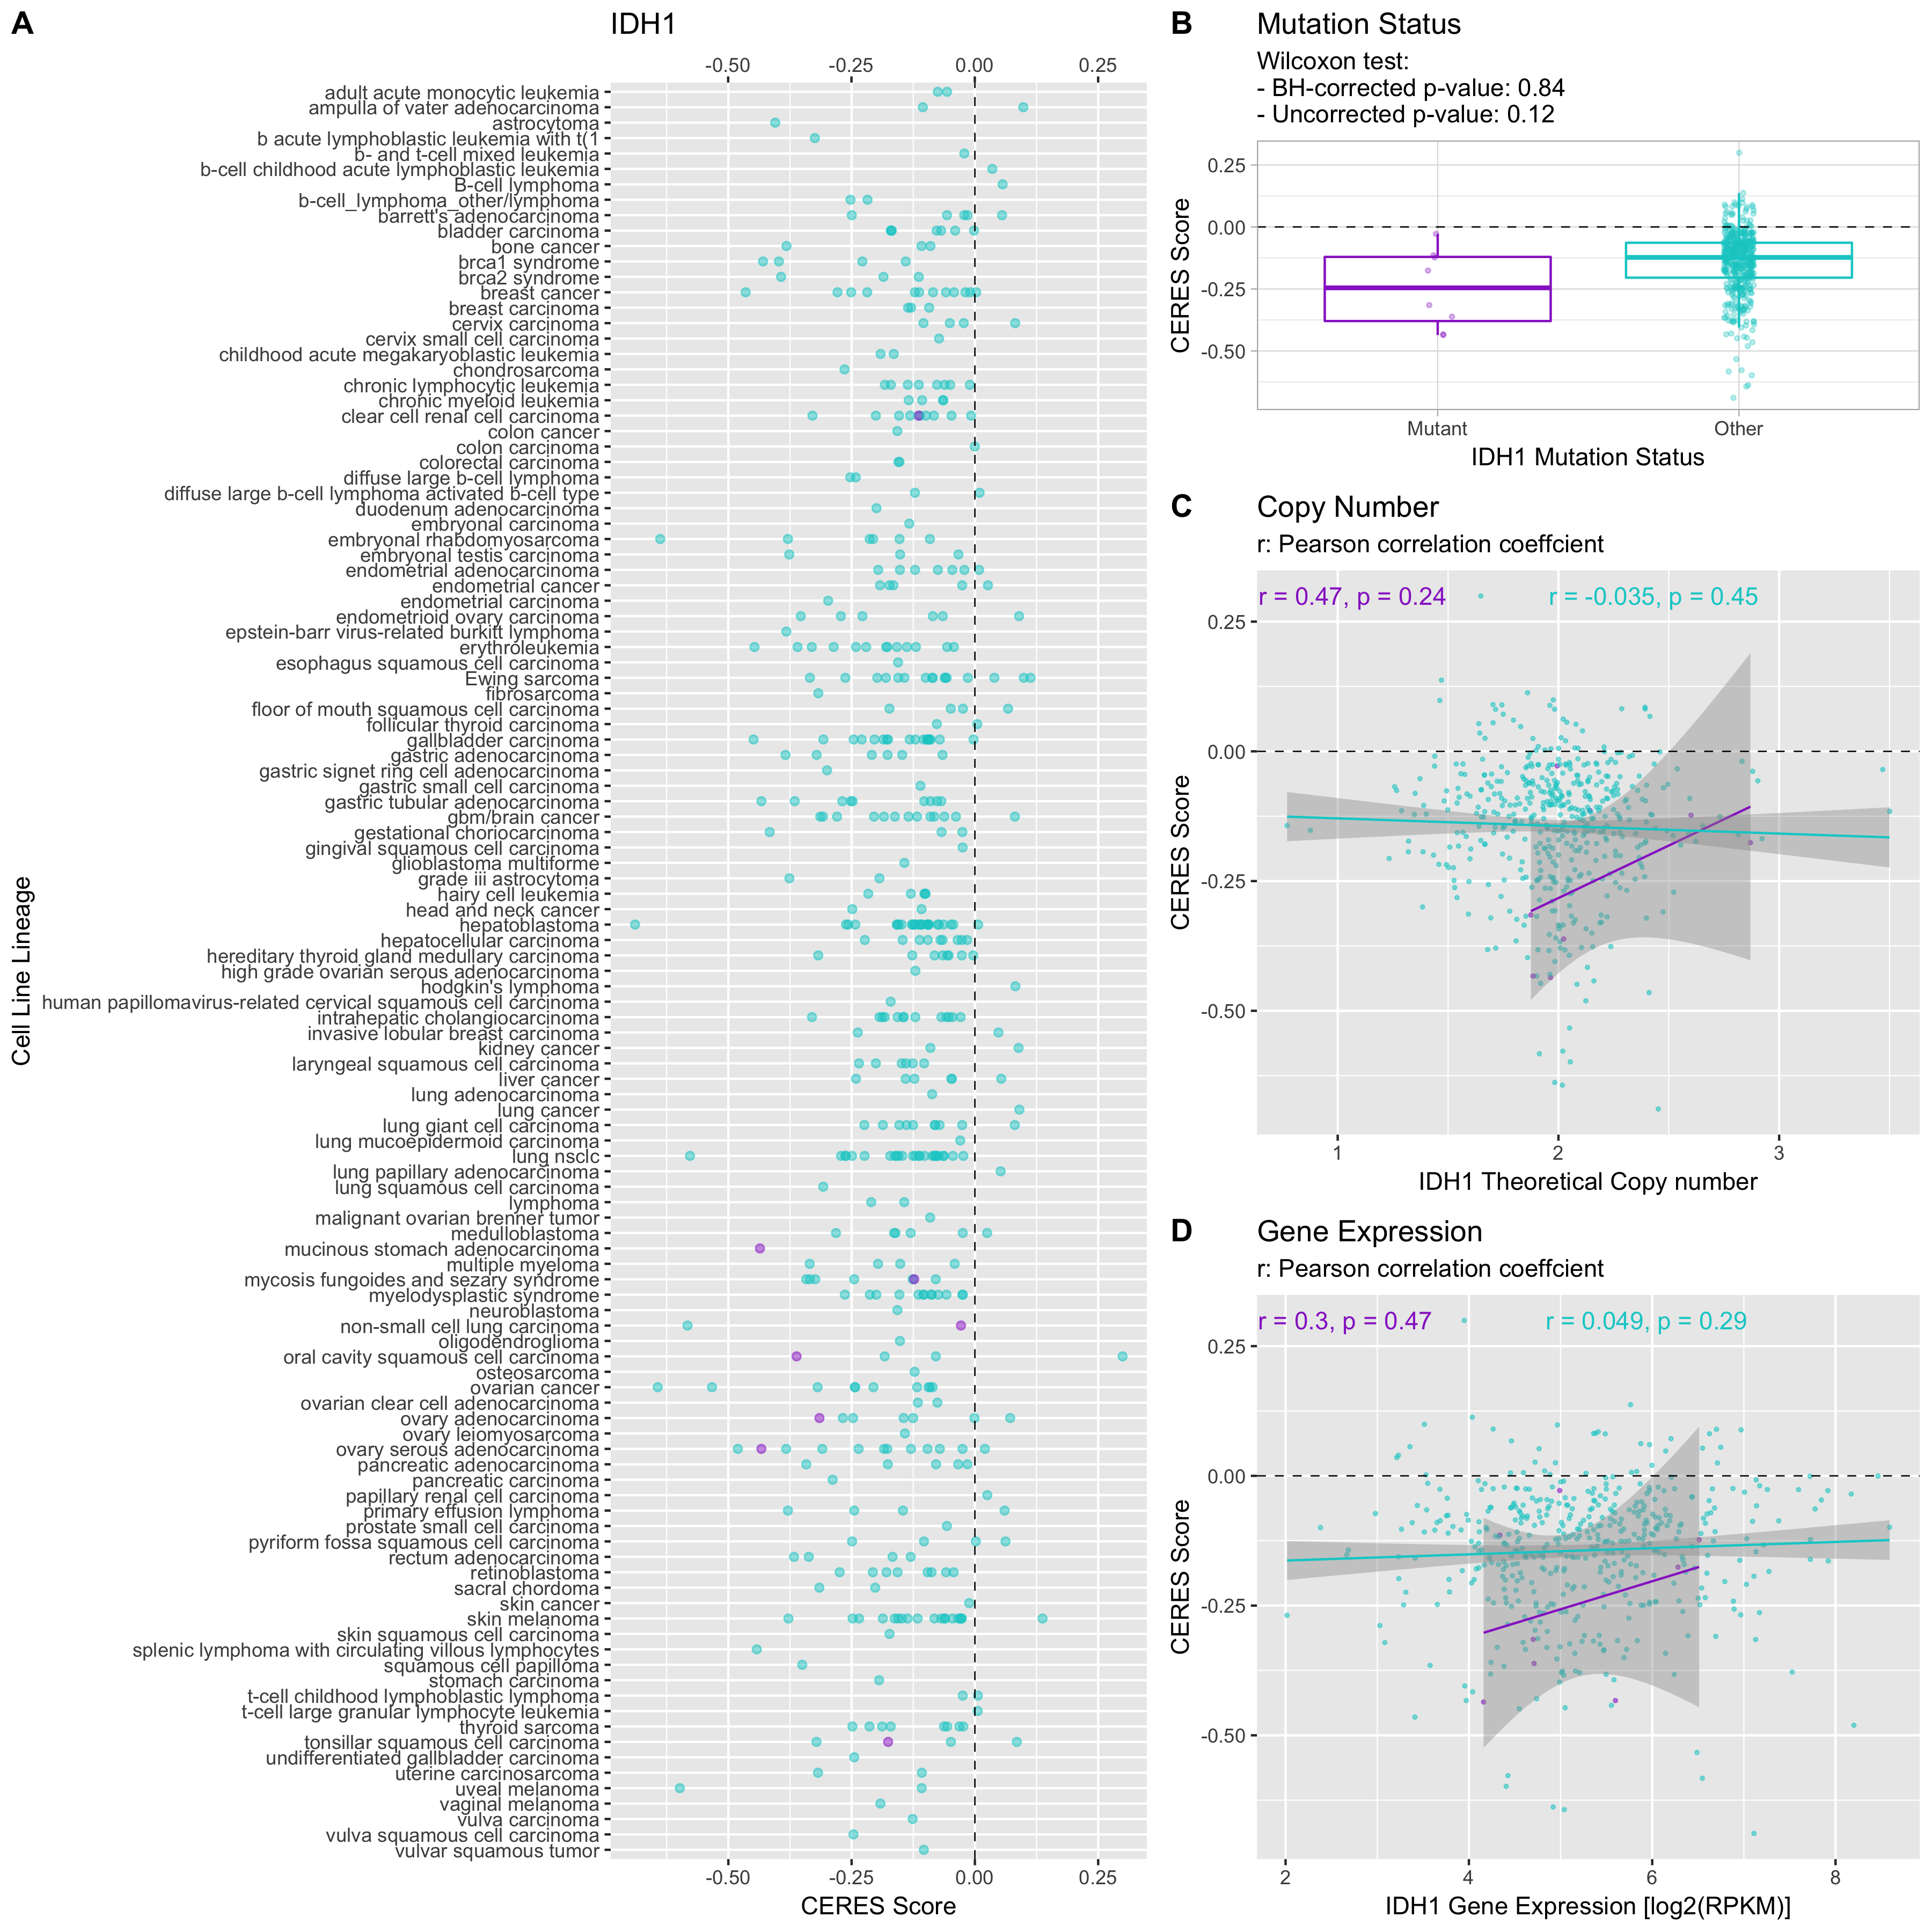 A
IDH1
-0.50 -0.25 0.00 0.25
Cell Line Lineage
adult acute monocytic leukemia
ampulla of vater adenocarcinoma
astrocytoma
b acute lymphoblastic leukemia with t(1
b- and t-cell mixed leukemia
b-cell childhood acute lymphoblastic leukemia
B-cell lymphoma
b-cell_lymphoma_other/lymphoma
barrett's adenocarcinoma
bladder carcinoma
bone cancer
brca1 syndrome
brca2 syndrome
breast cancer
breast carcinoma
cervix carcinoma
cervix small cell carcinoma
childhood acute megakaryoblastic leukemia
chondrosarcoma
chronic lymphocytic leukemia
chronic myeloid leukemia
clear cell renal cell carcinoma
colon cancer
colon carcinoma
colorectal carcinoma
diffuse large b-cell lymphoma
diffuse large b-cell lymphoma activated b-cell type
duodenum adenocarcinoma
embryonal carcinoma
embryonal rhabdomyosarcoma
embryonal testis carcinoma
endometrial adenocarcinoma
endometrial cancer
endometrial carcinoma
endometrioid ovary carcinoma
epstein-barr virus-related burkitt lymphoma
erythroleukemia
esophagus squamous cell carcinoma
Ewing sarcoma
fibrosarcoma
floor of mouth squamous cell carcinoma
follicular thyroid carcinoma
gallbladder carcinoma
gastric adenocarcinoma
gastric signet ring cell adenocarcinoma
gastric small cell carcinoma
gastric tubular adenocarcinoma
gbm/brain cancer
gestational choriocarcinoma
gingival squamous cell carcinoma
glioblastoma multiforme
grade iii astrocytoma
hairy cell leukemia
head and neck cancer
hepatoblastoma
hepatocellular carcinoma
hereditary thyroid gland medullary carcinoma
high grade ovarian serous adenocarcinoma
hodgkin's lymphoma
human papillomavirus-related cervical squamous cell carcinoma
intrahepatic cholangiocarcinoma
invasive lobular breast carcinoma
kidney cancer
laryngeal squamous cell carcinoma
liver cancer
lung adenocarcinoma
lung cancer
lung giant cell carcinoma
lung mucoepidermoid carcinoma
lung nsclc
lung papillary adenocarcinoma
lung squamous cell carcinoma
lymphoma
malignant ovarian brenner tumor
medulloblastoma
mucinous stomach adenocarcinoma
multiple myeloma
mycosis fungoides and sezary syndrome
myelodysplastic syndrome
neuroblastoma
non-small cell lung carcinoma
oligodendroglioma
oral cavity squamous cell carcinoma
osteosarcoma
ovarian cancer
ovarian clear cell adenocarcinoma
ovary adenocarcinoma
ovary leiomyosarcoma
ovary serous adenocarcinoma
pancreatic adenocarcinoma
pancreatic carcinoma
papillary renal cell carcinoma
primary effusion lymphoma
prostate small cell carcinoma
pyriform fossa squamous cell carcinoma
rectum adenocarcinoma
retinoblastoma
sacral chordoma
skin cancer
skin melanoma
skin squamous cell carcinoma
splenic lymphoma with circulating villous lymphocytes
squamous cell papilloma
stomach carcinoma
t-cell childhood lymphoblastic lymphoma
t-cell large granular lymphocyte leukemia
thyroid sarcoma
tonsillar squamous cell carcinoma
undifferentiated gallbladder carcinoma
uterine carcinosarcoma
uveal melanoma
vaginal melanoma
vulva carcinoma
vulva squamous cell carcinoma
vulvar squamous tumor
-0.50 -0.25 0.00 0.25
CERES Score
B
Mutation Status
Wilcoxon test:
- BH-corrected p-value: 0.84
- Uncorrected p-value: 0.12
CERES Score
0.25
0.00
-0.25
-0.50
Mutant Other
IDH1 Mutation Status
C
Copy Number
r: Pearson correlation coeffcient
r = 0.47, p = 0.24 r = -0.035, p = 0.45
CERES Score
0.25
0.00
-0.25
-0.50
1 2 3
IDH1 Theoretical Copy number
D
Gene Expression
r: Pearson correlation coeffcient
r = 0.3, p = 0.47 r = 0.049, p = 0.29
CERES Score
0.25
0.00
-0.25
-0.50
2 4 6 8
IDH1 Gene Expression [log2(RPKM)]